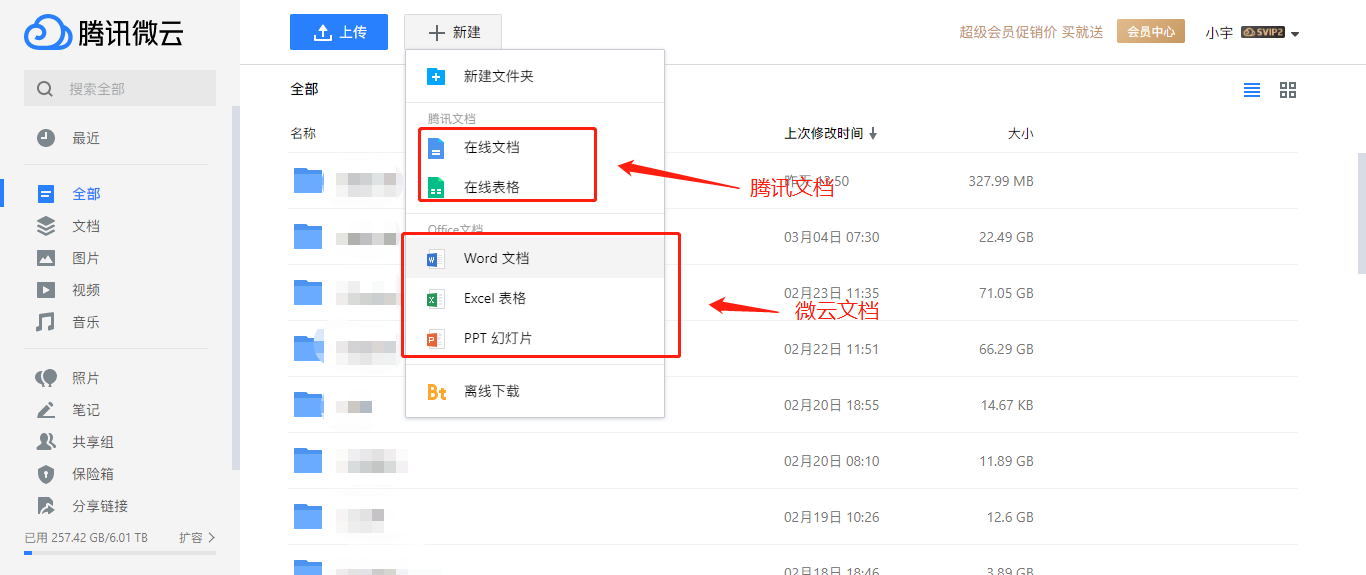 腾讯微云
上传
新建
超级会员促销价 买就送
会员中心
小宇
SVIP2
搜索全部
最近
全部
文档
图片
视频
音乐
照片
笔记
共享组
保险箱
分享链接
已用 257.42 GB/6.01 TB
扩容
新建文件夹
腾讯文档
在线文档
在线表格
Office文档
Word 文档
Excel 表格
PPT 幻灯片
Bt 离线下载
全部
名称
上次修改时间
大小
昨天 13:50
327.99 MB
腾讯文档
03月04日 07:30
22.49 GB
02月23日 11:35
71.05 GB
微云文档
02月22日 11:51
66.29 GB
02月20日 18:55
14.67 KB
02月20日 08:10
11.89 GB
02月19日 10:26
12.6 GB
02月18日 18:46
3.89 GB